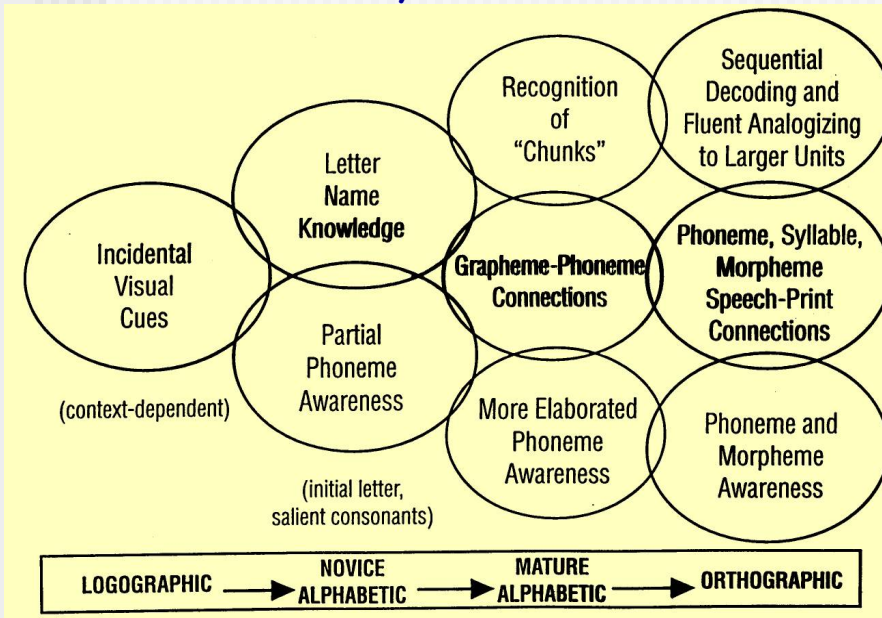 Incidental
Visual
Cues
(context-dependent)
Letter
Name
Knowledge
Partial
Phoneme
Awareness
(initial letter,
salient consonants)
Recognition
of
"Chunks"
Grapheme-Phoneme
Connections
More Elaborated
Phoneme
Awareness
Sequential
Decoding and
Fluent Analogizing
to Larger Units
Phoneme, Syllable,
Morpheme
Speech-Print
Connections
Phoneme and
Morpheme
Awareness
LOGOGRAPHIC
NOVICE
ALPHABETIC
MATURE
ALPHABETIC
ORTHOGRAPHIC